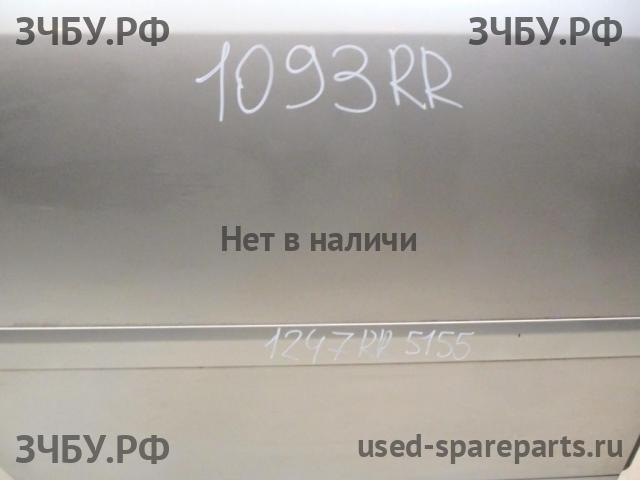 ЗЧБУ.РФ ЗЧБУ.РФ
1093RR
Нет в наличи
1247RR 5155
ЗЧБУ.РФ used-spareparts.ru